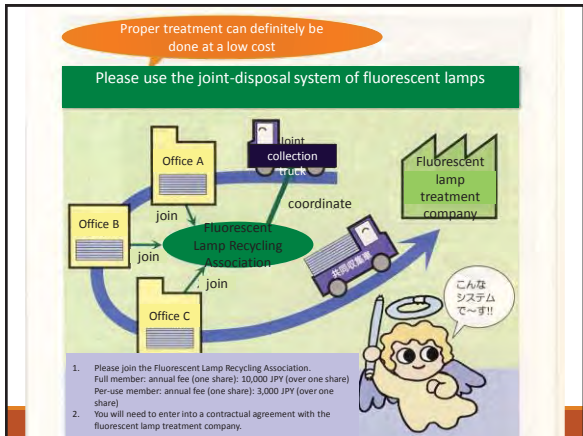 Proper treatment can definitely be
done at a low cost
Please use the joint-disposal system of fluorescent lamps
Office A
Joint
collection
truck
Fluorescent
lamp
treatment
company
coordinate
join
Office B
Fluorescent
Lamp Recycling
Association
join
join
Office C
共同収集車
こんな
システム
で〜す!!
1. Please join the Fluorescent Lamp Recycling Association.
Full member: annual fee (one share): 10,000 JPY (over one share)
Per-use member: annual fee (one share): 3,000 JPY (over one
share)
2. You will need to enter into a contractual agreement with the
fluorescent lamp treatment company.